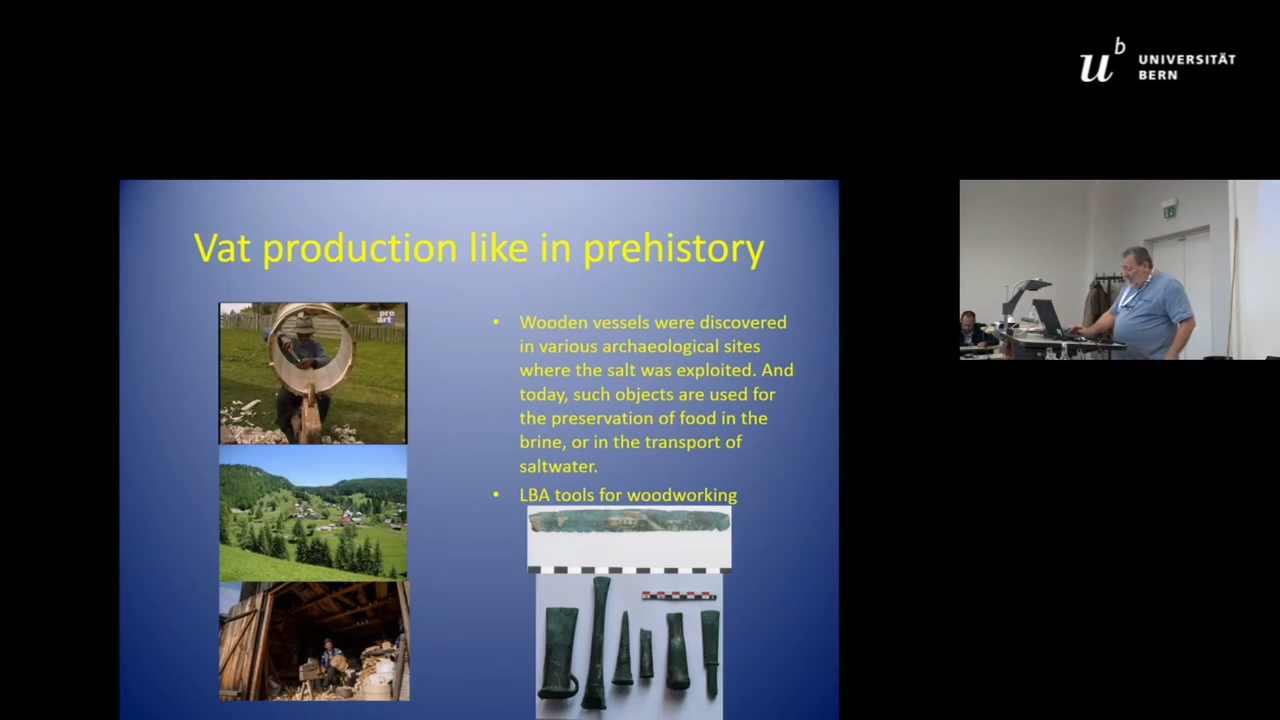 u
b
UNIVERSITÄT
BERN
Vat production like in prehistory
pro
art
• Wooden vessels were discovered
in various archaeological sites
where the salt was exploited. And
today, such objects are used for
the preservation of food in the
brine, or in the transport of
saltwater.
• LBA tools for woodworking